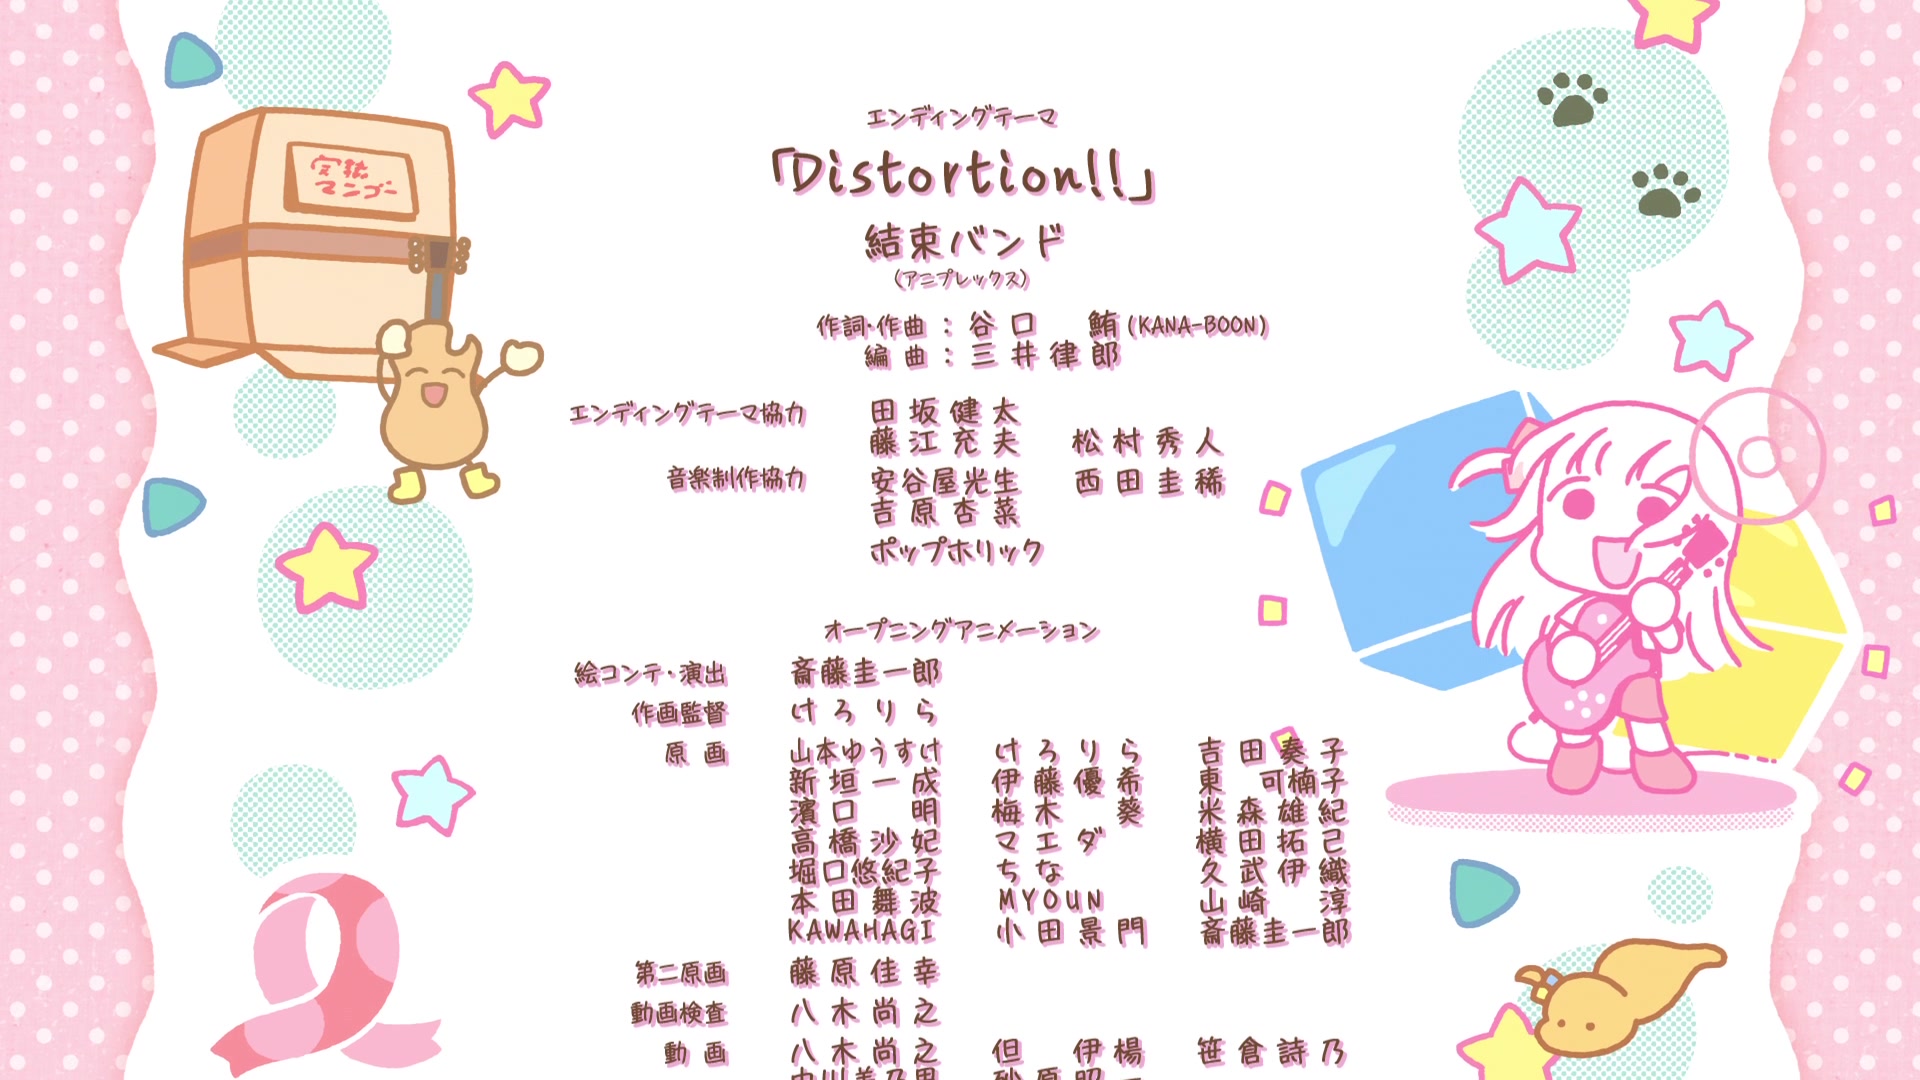 完熟
マンゴー
エンディングテーマ
「Distortion!!」
結束バンド
(アニプレックス)
作詞・作曲 : 谷口 鮪 (KANA-BOON)
編曲 : 三井律郎
エンディングテーマ協力 田坂健太
藤江充夫 松村秀人
音楽制作協力 安谷屋光生 西田圭稀
吉原杏菜
ポップホリック
オープニングアニメーション
絵コンテ・演出 斎藤圭一郎
作画監督 けろりら
原画 山本ゆうすけ けろりら 吉田奏子
新垣一成 伊藤優希 東 可楠子
濱口 明 梅木 葵 米森雄紀
高橋沙妃 マエダ 横田拓己
堀口悠紀子 ちな 久武伊織
本田舞波 MYOUN 山崎 淳
KAWAHAGI 小田景門 斎藤圭一郎
第二原画 藤原佳幸
動画検査 八木尚之
動画 八木尚之 但 伊楊 笹倉詩乃